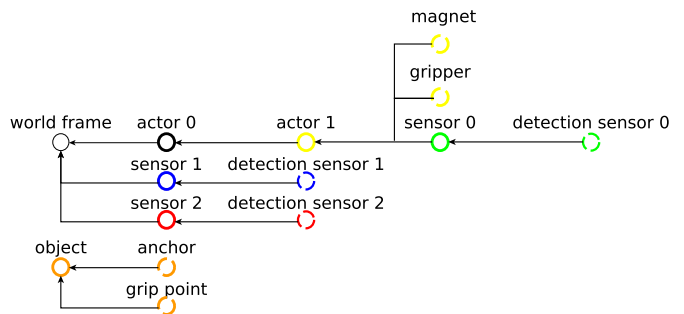 magnet
gripper
world frame actor 0 actor 1 sensor 0 detection sensor 0
sensor 1 detection sensor 1
sensor 2 detection sensor 2
object anchor
grip point